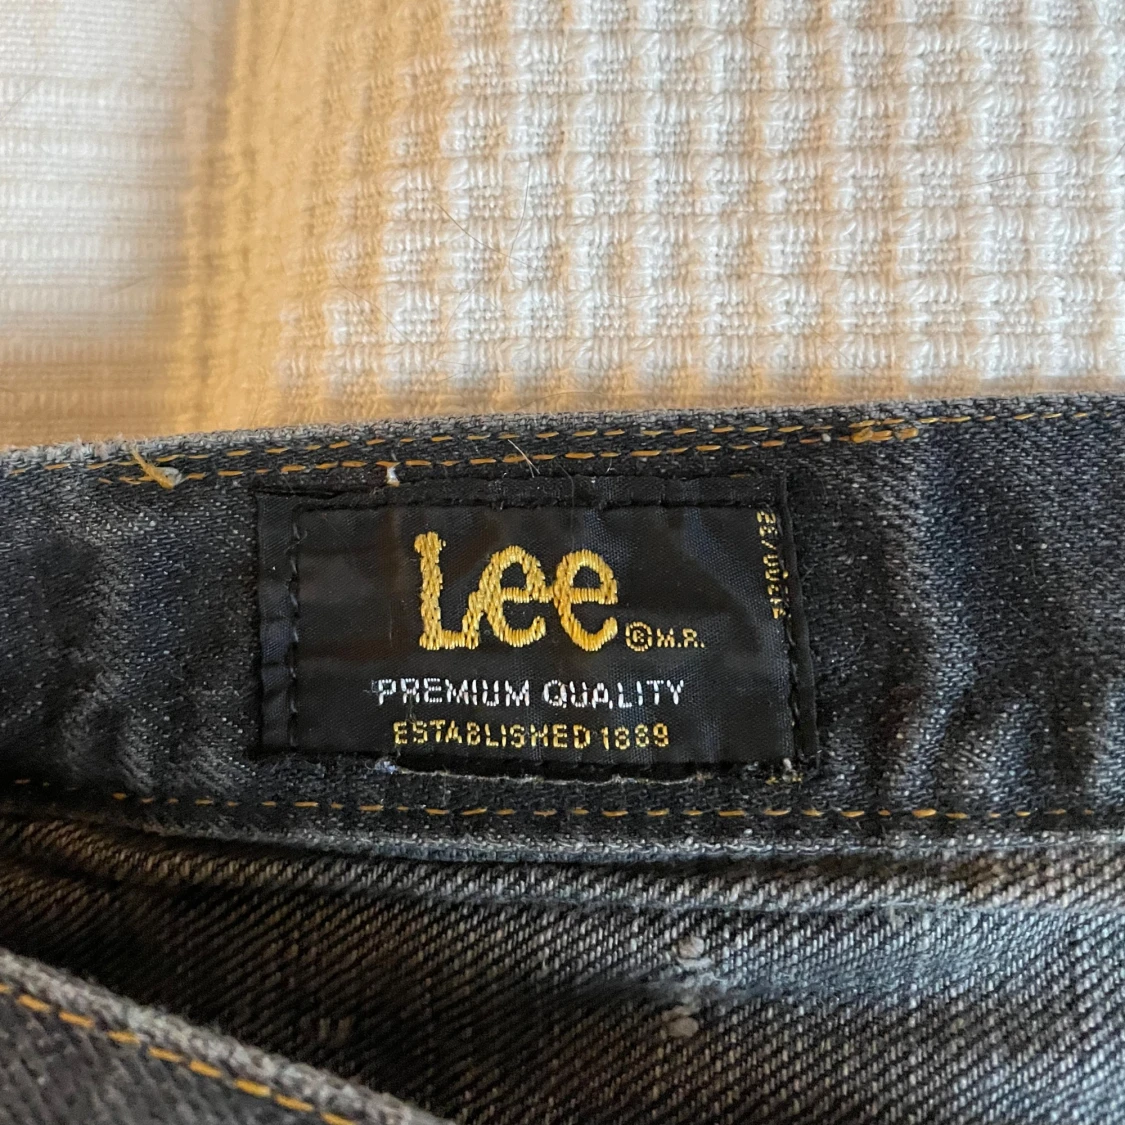 Lee ® M.R.
PREMIUM QUALITY
ESTABLISHED 1889